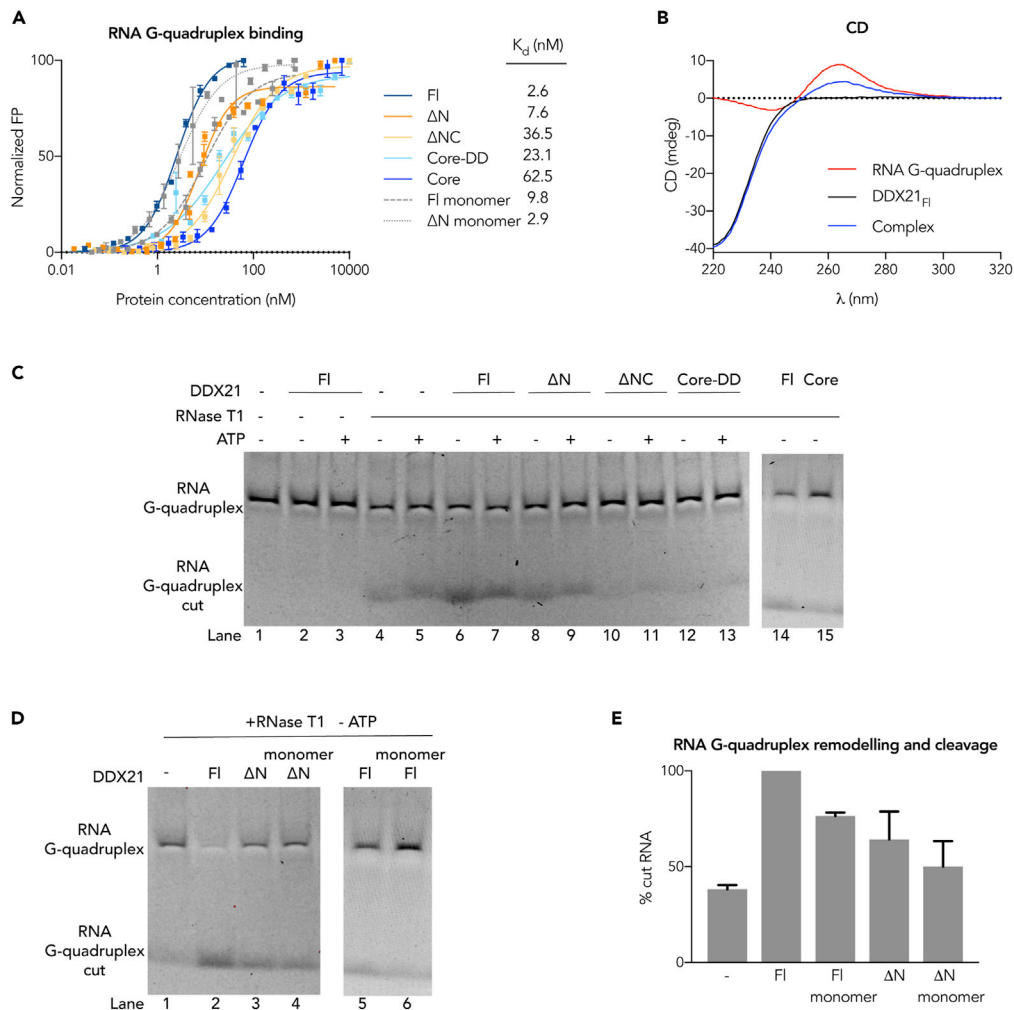 A
RNA G-quadruplex binding
Normalized FP
100
50
0
0.01 1 100 10000
Protein concentration (nM)
Kd (nM)
Fl 2.6
ΔN 7.6
ΔNC 36.5
Core-DD 23.1
Core 62.5
Fl monomer 9.8
ΔN monomer 2.9
B
CD
CD (mdeg)
10
0
-10
-20
-30
-40
220 240 260 280 300 320
λ (nm)
RNA G-quadruplex
DDX21Fl
Complex
C
DDX21 - Fl - - Fl ΔN ΔNC Core-DD Fl Core
RNase T1 - - -
ATP - - + - + - + - + - + - + - -
RNA
G-quadruplex
RNA
G-quadruplex
cut
Lane 1 2 3 4 5 6 7 8 9 10 11 12 13 14 15
D
+RNase T1 - ATP
monomer monomer
DDX21 - Fl ΔN ΔN Fl Fl
RNA
G-quadruplex
RNA
G-quadruplex
cut
Lane 1 2 3 4 5 6
E
RNA G-quadruplex remodelling and cleavage
% cut RNA
100
50
0
- Fl Fl ΔN ΔN
monomer monomer